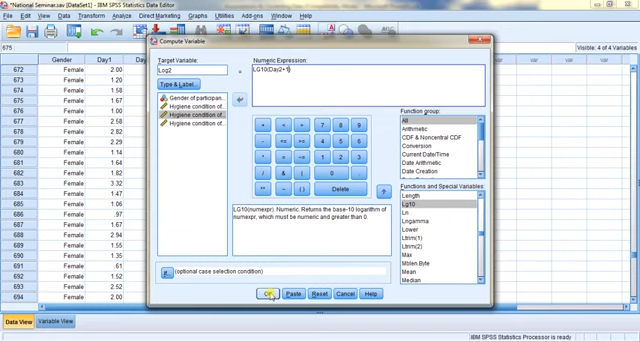 *National Seminar.sav [DataSet1] - IBM SPSS Statistics Data Editor
File Edit View Data Transform Analyze Direct Marketing Graphs Utilities Add-ons Window Help
675
Visible: 4 of 4 Variables
Gender Day1 var var var
672 Female 2.00
673 Female 1.20
674 Female 1.58
675 Female 1.67
676 Female 1.00
677 Female 2.58
678 Female 2.82
679 Female 2.29
680 Female 1.14
681 Female 1.64
682 Female 1.82
683 Female 3.32
684 Female 1.47
685 Female 1.06
686 Female .97
687 Female 1.67
688 Female 2.94
689 Female 1.55
690 Female 1.35
691 Female .61
692 Female 1.52
693 Female 2.52
694 Female 2.00
Compute Variable
Target Variable:
Log2
=
Type & Label...
Gender of participan...
Hygiene condition of...
Hygiene condition of...
Hygiene condition of...
Numeric Expression:
LG10(Day2+1)
+ < > 7 8 9
- <= >= 4 5 6
* = ~= 1 2 3
/ & | 0 .
** ~ ( ) Delete
LG10(numexpr). Numeric. Returns the base-10 logarithm of
numexpr, which must be numeric and greater than 0.
Function group:
All
Arithmetic
CDF & Noncentral CDF
Conversion
Current Date/Time
Date Arithmetic
Date Creation
Functions and Special Variables:
Length
Lg10
Ln
Lngamma
Lower
Ltrim(1)
Ltrim(2)
Max
Mblen.Byte
Mean
Median
If...
(optional case selection condition)
OK Paste Reset Cancel Help
Data View Variable View
IBM SPSS Statistics Processor is ready